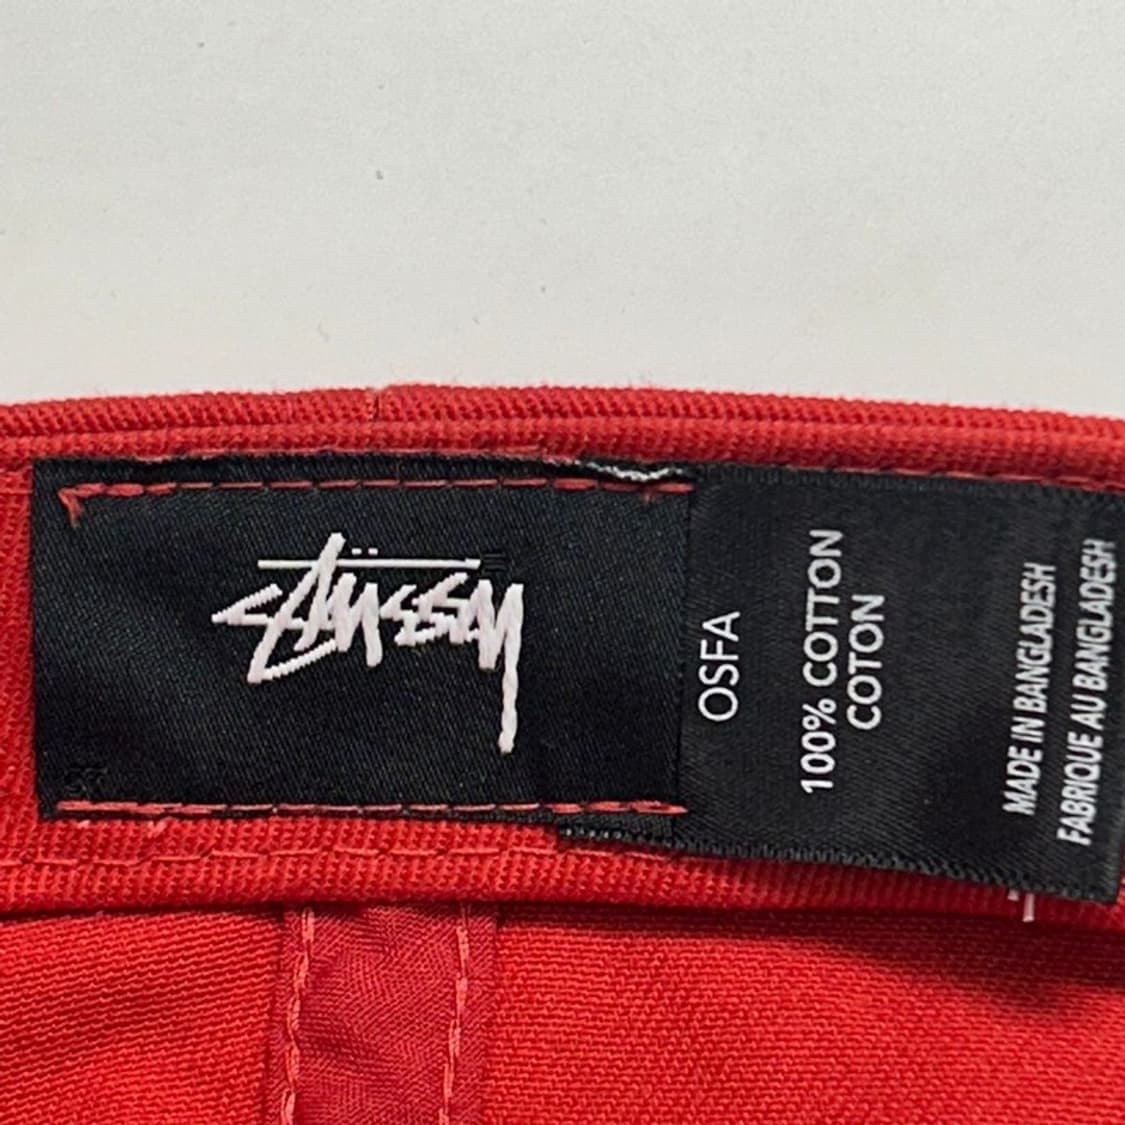 Stüssy
OSFA
100% COTTON
COTON
MADE IN BANGLADESH
FABRIQUE AU BANGLADESH